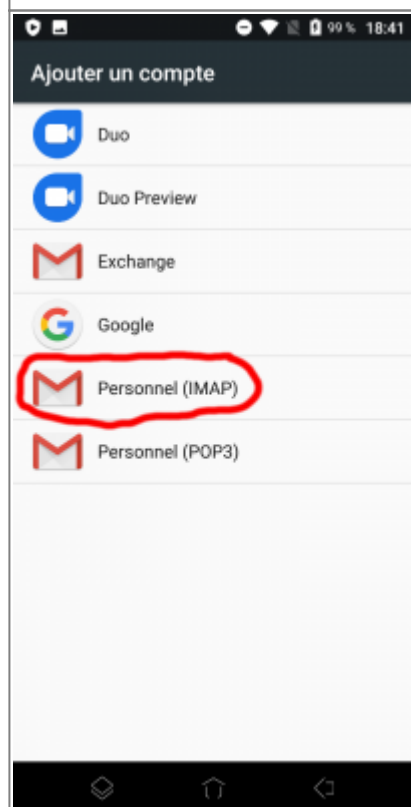 99 % 18:41
Ajouter un compte
Duo
Duo Preview
Exchange
Google
Personnel (IMAP)
Personnel (POP3)